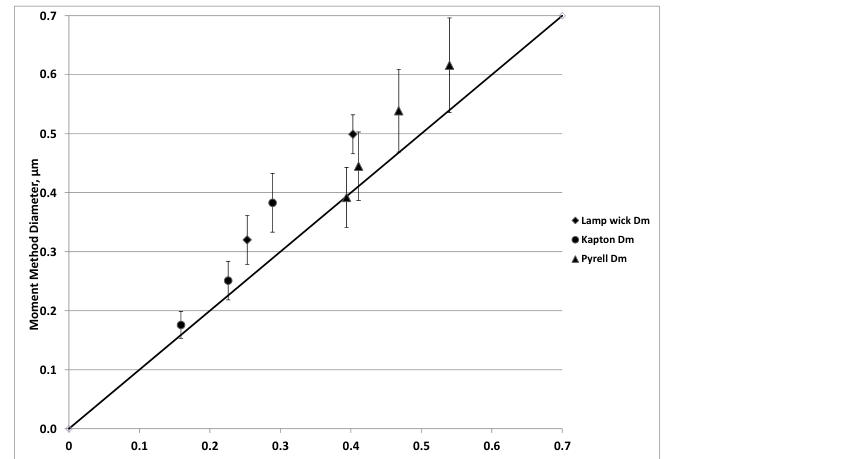 0.7
0.6
0.5
0.4
0.3
0.2
0.1
0.0
Moment Method Diameter, µm
0 0.1 0.2 0.3 0.4 0.5 0.6 0.7
Lamp wick Dm
Kapton Dm
Pyrell Dm